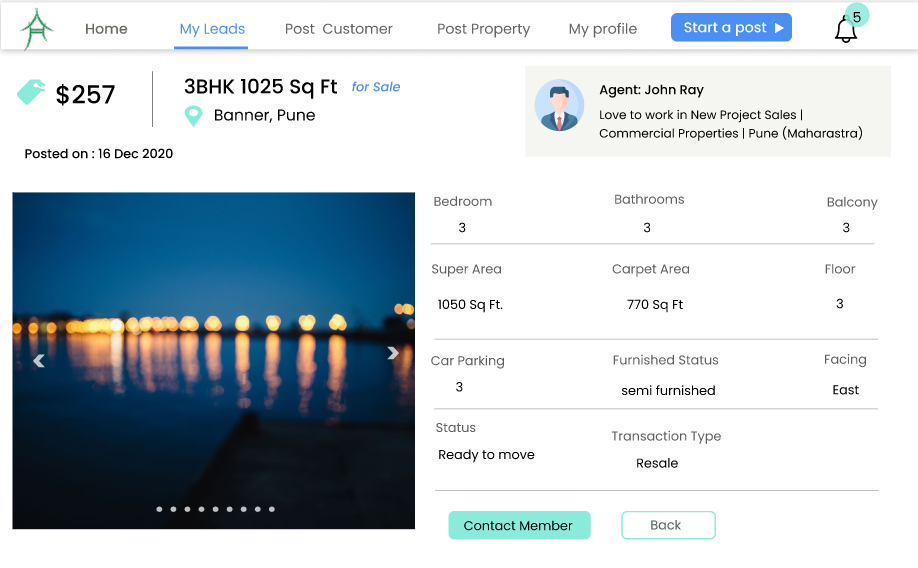 Home
My Leads
Post Customer
Post Property
My profile
Start a post
5
$257
3BHK 1025 Sq Ft for Sale
Banner, Pune
Posted on : 16 Dec 2020
Agent: John Ray
Love to work in New Project Sales |
Commercial Properties | Pune (Maharastra)
Bedroom
3
Bathrooms
3
Balcony
3
Super Area
1050 Sq Ft.
Carpet Area
770 Sq Ft
Floor
3
Car Parking
3
Furnished Status
semi furnished
Facing
East
Status
Ready to move
Transaction Type
Resale
Contact Member
Back